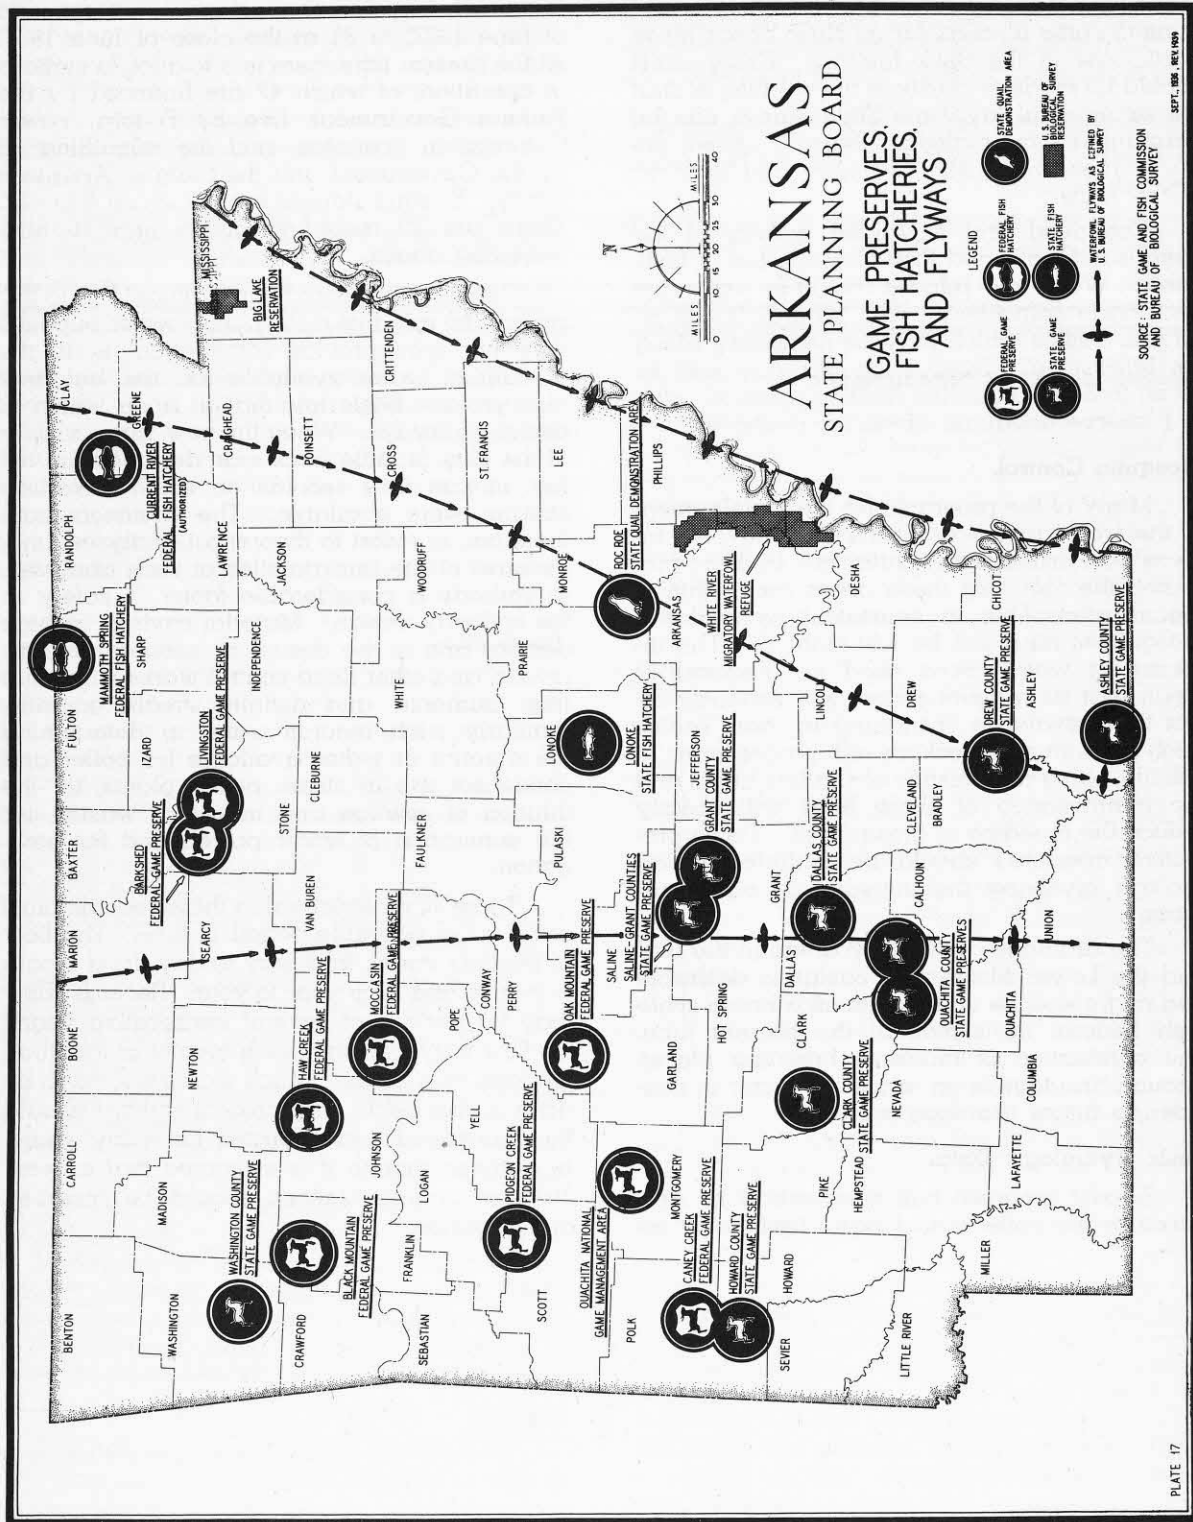 ARKANSAS
STATE PLANNING BOARD
GAME PRESERVES,
FISH HATCHERIES,
AND FLYWAYS
LEGEND
FEDERAL GAME
PRESERVE
FEDERAL FISH
HATCHERY
STATE QUAIL
DEMONSTRATION AREA
STATE GAME
PRESERVE
STATE FISH
HATCHERY
U.S. BUREAU OF
BIOLOGICAL SURVEY
RESERVATION
WATERFOWL FLYWAYS AS DEFINED BY
U.S. BUREAU OF BIOLOGICAL SURVEY
SOURCE: STATE GAME AND FISH COMMISSION
AND BUREAU OF BIOLOGICAL SURVEY
SEPT., 1936. REV. 1939
N
MILES
MILES
10
15
20
25
30
40
BENTON
CARROLL
BOONE
MARION
BAXTER
FULTON
RANDOLPH
CLAY
MAMMOTH SPRING
FEDERAL FISH HATCHERY
SHARP
IZARD
GREENE
CURRENT RIVER
FEDERAL FISH HATCHERY
(AUTHORIZED)
WASHINGTON
MADISON
NEWTON
SEARCY
BARKSHED
FEDERAL GAME PRESERVE
LIVINGSTON
FEDERAL GAME PRESERVE
STONE
INDEPENDENCE
LAWRENCE
CRAIGHEAD
MISSISSIPPI
BIG LAKE
RESERVATION
WASHINGTON COUNTY
STATE GAME PRESERVE
CRAWFORD
BLACK MOUNTAIN
FEDERAL GAME PRESERVE
FRANKLIN
JOHNSON
HAW CREEK
FEDERAL GAME PRESERVE
VAN BUREN
CLEBURNE
JACKSON
POINSETT
MOCCASIN
FEDERAL GAME PRESERVE
POPE
CONWAY
FAULKNER
WHITE
WOODRUFF
CROSS
CRITTENDEN
SEBASTIAN
LOGAN
YELL
PERRY
ST. FRANCIS
SCOTT
PIDGEON CREEK
FEDERAL GAME PRESERVE
OAK MOUNTAIN
FEDERAL GAME PRESERVE
PULASKI
LONOKE
PRAIRIE
MONROE
LEE
OUACHITA NATIONAL
GAME MANAGEMENT AREA
SALINE
SALINE-GRANT COUNTIES
STATE GAME PRESERVE
LONOKE
STATE FISH HATCHERY
ROC ROE
STATE QUAIL DEMONSTRATION AREA
PHILLIPS
POLK
MONTGOMERY
GARLAND
HOT SPRING
GRANT
GRANT COUNTY
STATE GAME PRESERVE
JEFFERSON
ARKANSAS
WHITE RIVER
MIGRATORY WATERFOWL
REFUGE
CANEY CREEK
FEDERAL GAME PRESERVE
HOWARD COUNTY
STATE GAME PRESERVE
HOWARD
SEVIER
PIKE
CLARK
DALLAS
DALLAS COUNTY
STATE GAME PRESERVE
CLEVELAND
LINCOLN
DESHA
CLARK COUNTY
STATE GAME PRESERVE
HEMPSTEAD
NEVADA
OUACHITA COUNTY
STATE GAME PRESERVES
OUACHITA
CALHOUN
BRADLEY
DREW
DREW COUNTY
STATE GAME PRESERVE
CHICOT
LITTLE RIVER
MILLER
LAFAYETTE
COLUMBIA
UNION
ASHLEY
ASHLEY COUNTY
STATE GAME PRESERVE
PLATE 17